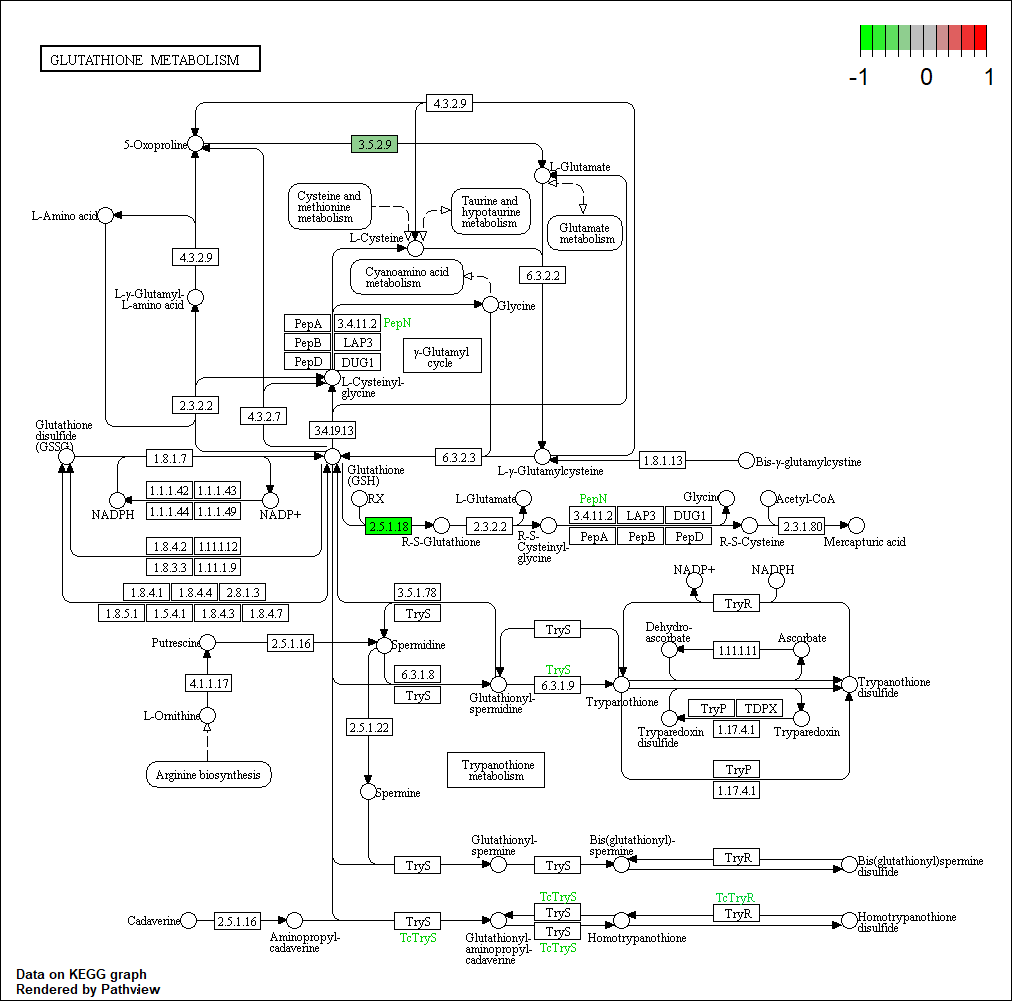 GLUTATHIONE METABOLISM
-1 0 1
4.3.2.9
5-Oxoproline
3.5.2.9
L-Glutamate
Cysteine and
methionine
metabolism
Taurine and
hypotaurine
metabolism
L-Amino acid
Glutamate
metabolism
L-Cysteine
4.3.2.9
Cyanoamino acid
metabolism
6.3.2.2
L-γ-Glutamyl-
L-amino acid
Glycine
PepA 3.4.11.2 PepN
PepB LAP3
PepD DUG1
γ-Glutamyl
cycle
L-Cysteinyl-
glycine
2.3.2.2
4.3.2.7
3.4.19.13
Glutathione
disulfide
(GSSG)
1.8.1.7
6.3.2.3
1.8.1.13
Bis-γ-glutamylcystine
L-γ-Glutamylcysteine
Glutathione
(GSH)
1.1.1.42 1.1.1.43
1.1.1.44 1.1.1.49
NADPH
NADP+
RX
L-Glutamate
PepN
Glycine
Acetyl-CoA
2.5.1.18
2.3.2.2
3.4.11.2 LAP3 DUG1
PepA PepB PepD
2.3.1.80
R-S-Glutathione
R-S-
Cysteinyl-
glycine
R-S-Cysteine
Mercapturic acid
1.8.4.2 1.11.1.12
1.8.3.3 1.11.1.9
1.8.4.1 1.8.4.4 2.8.1.3
1.8.5.1 1.5.4.1 1.8.4.3 1.8.4.7
3.5.1.78
TryS
NADP+
NADPH
TryR
Putrescine
2.5.1.16
Spermidine
TryS
Dehydro-
ascorbate
1.11.1.11
Ascorbate
4.1.1.17
6.3.1.8
TryS
TryS
6.3.1.9
Glutathionyl-
spermidine
Trypanothione
Trypanothione
disulfide
L-Ornithine
2.5.1.22
TryP TDPX
1.17.4.1
Tryparedoxin
disulfide
Tryparedoxin
Arginine biosynthesis
Trypanothione
metabolism
TryP
1.17.4.1
Spermine
Glutathionyl-
spermine
Bis(glutathionyl)-
spermine
TryS
TryS
TryR
Bis(glutathionyl)spermine
disulfide
TcTryS
TcTryR
Cadaverine
2.5.1.16
TryS
TryS
TryR
Homotrypanothione
disulfide
Aminopropyl-
cadaverine
TcTryS
Glutathionyl-
aminopropyl-
cadaverine
TryS
TcTryS
Homotrypanothione
Data on KEGG graph
Rendered by Pathview